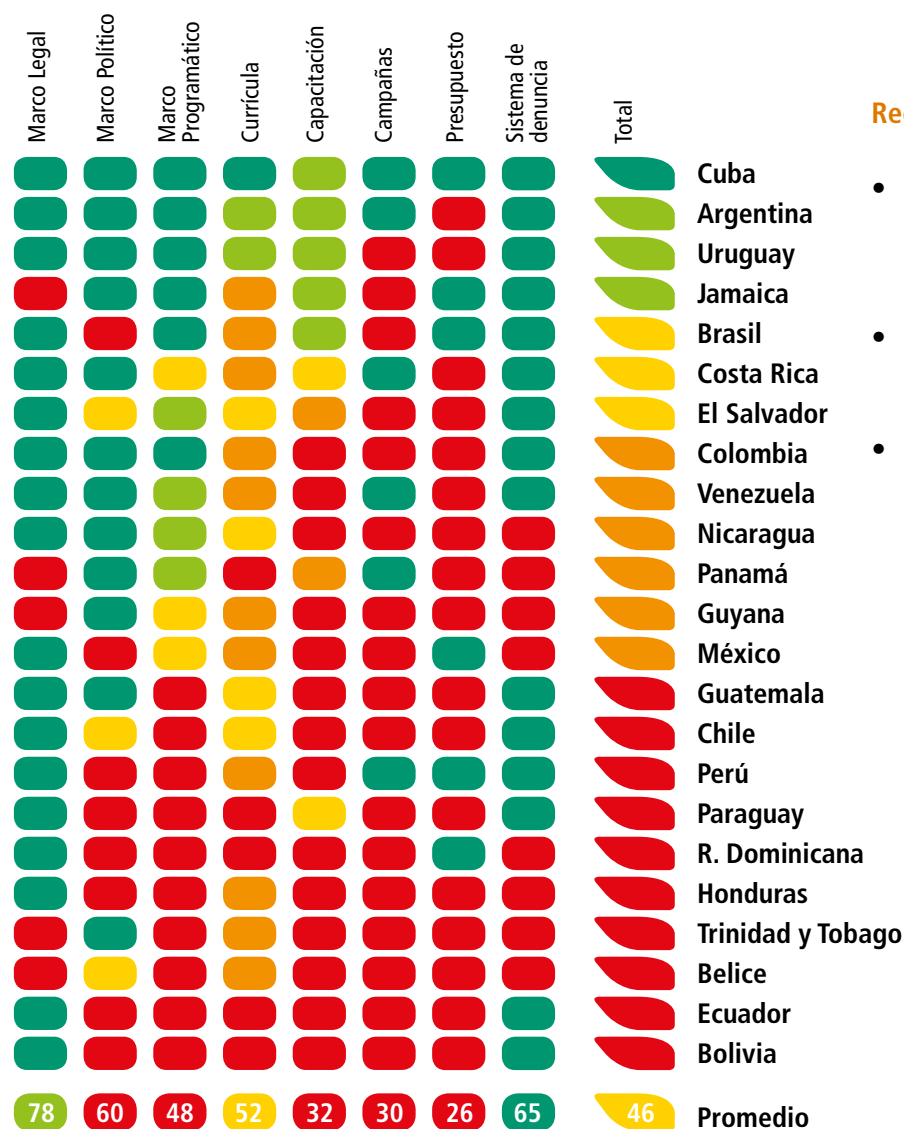 Marco Legal
Marco Político
Marco
Programático
Currícula
Capacitación
Campañas
Presupuesto
Sistema de
denuncia
Total
Cuba
Argentina
Uruguay
Jamaica
Brasil
Costa Rica
El Salvador
Colombia
Venezuela
Nicaragua
Panamá
Guyana
México
Guatemala
Chile
Perú
Paraguay
R. Dominicana
Honduras
Trinidad y Tobago
Belice
Ecuador
Bolivia
78 60 48 52 32 30 26 65 46 Promedio